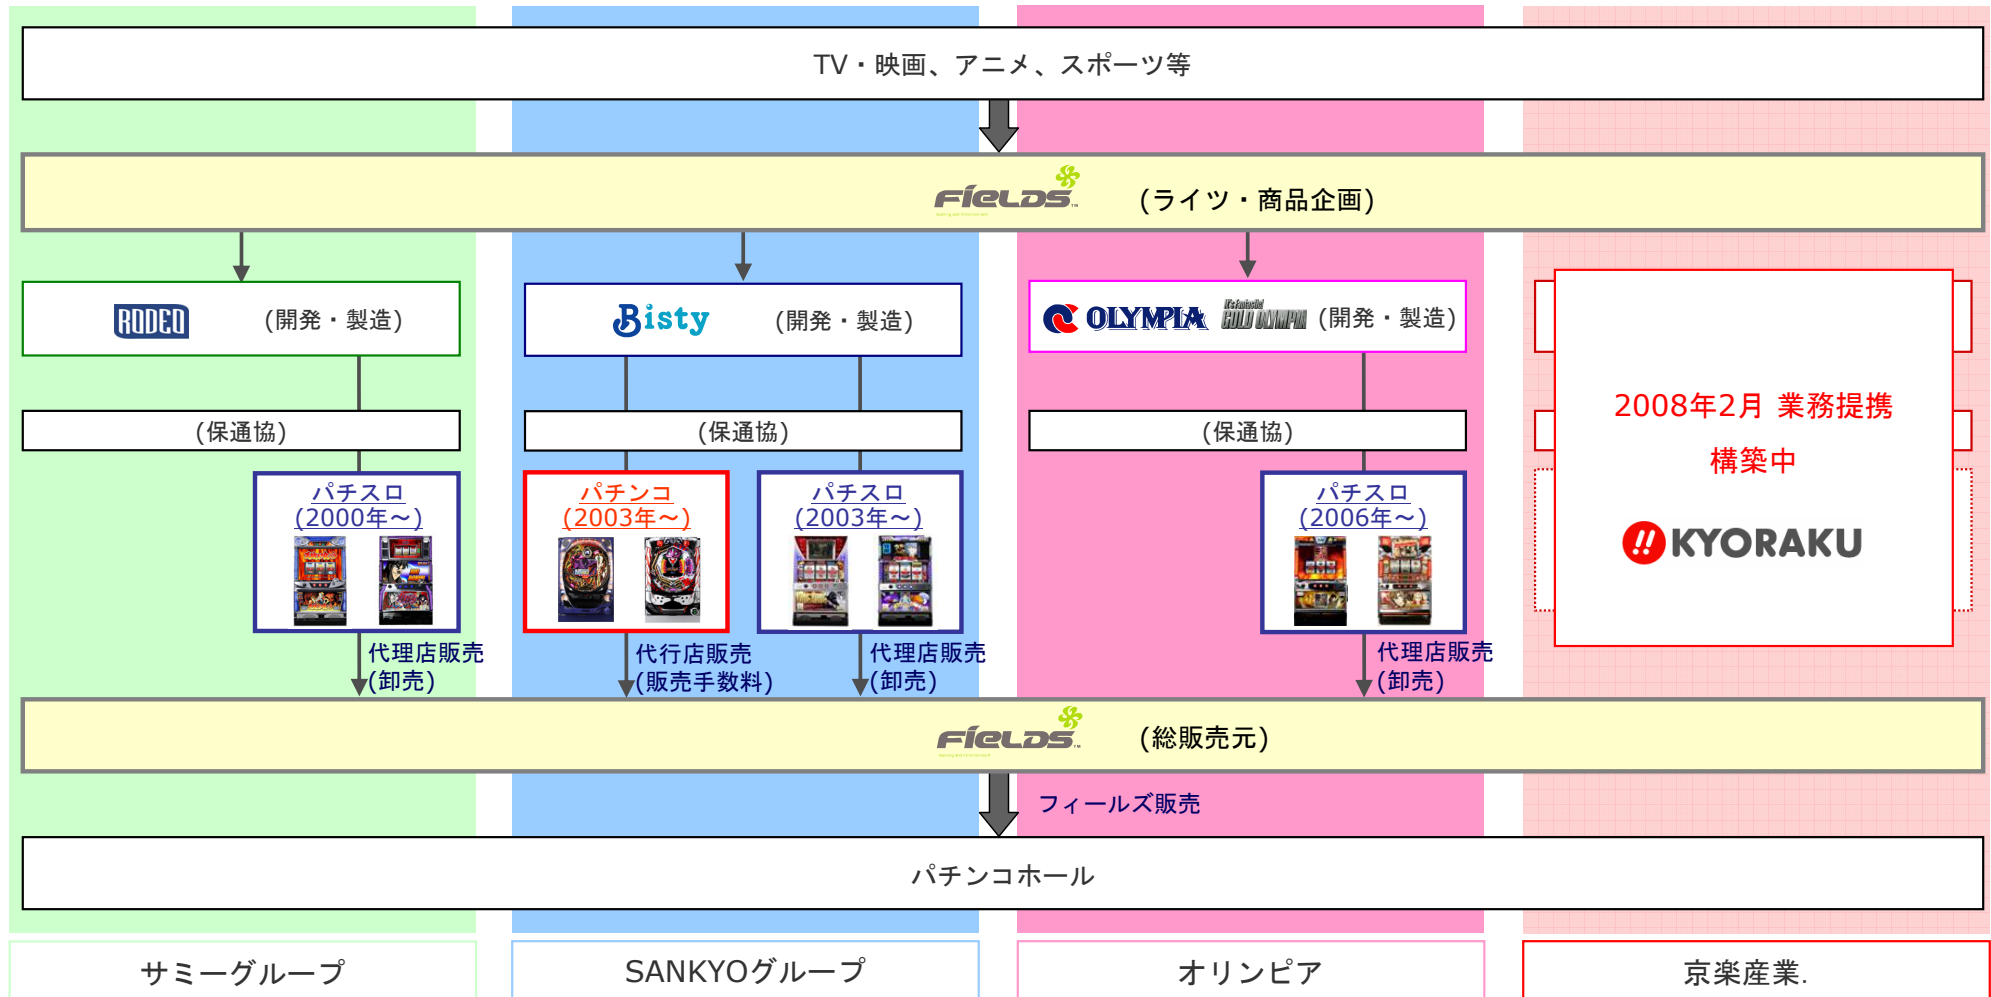 TV・映画、アニメ、スポーツ等
FIELDS™ (ライツ・商品企画)
RODEO (開発・製造)
Bisty (開発・製造)
OLYMPIA It's Fantastic! GOLD OLYMPIA (開発・製造)
(保通協)
(保通協)
(保通協)
パチスロ
(2000年～)
パチンコ
(2003年～)
パチスロ
(2003年～)
パチスロ
(2006年～)
2008年2月 業務提携
構築中
!! KYORAKU
代理店販売
(卸売)
代行店販売
(販売手数料)
代理店販売
(卸売)
代理店販売
(卸売)
FIELDS™ (総販売元)
フィールズ販売
パチンコホール
サミーグループ
SANKYOグループ
オリンピア
京楽産業.